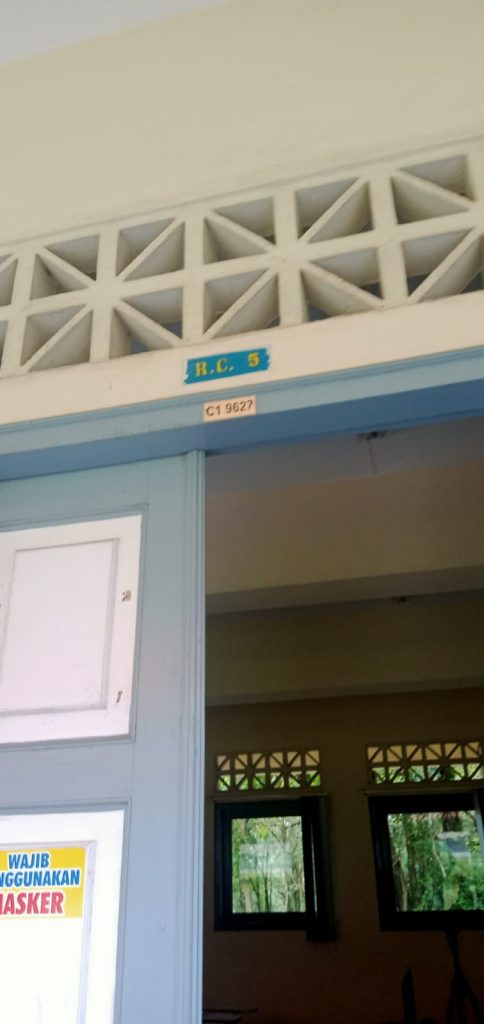 R.C. 5
C1 9627
WAJIB
NGGUNAKAN
MASKER